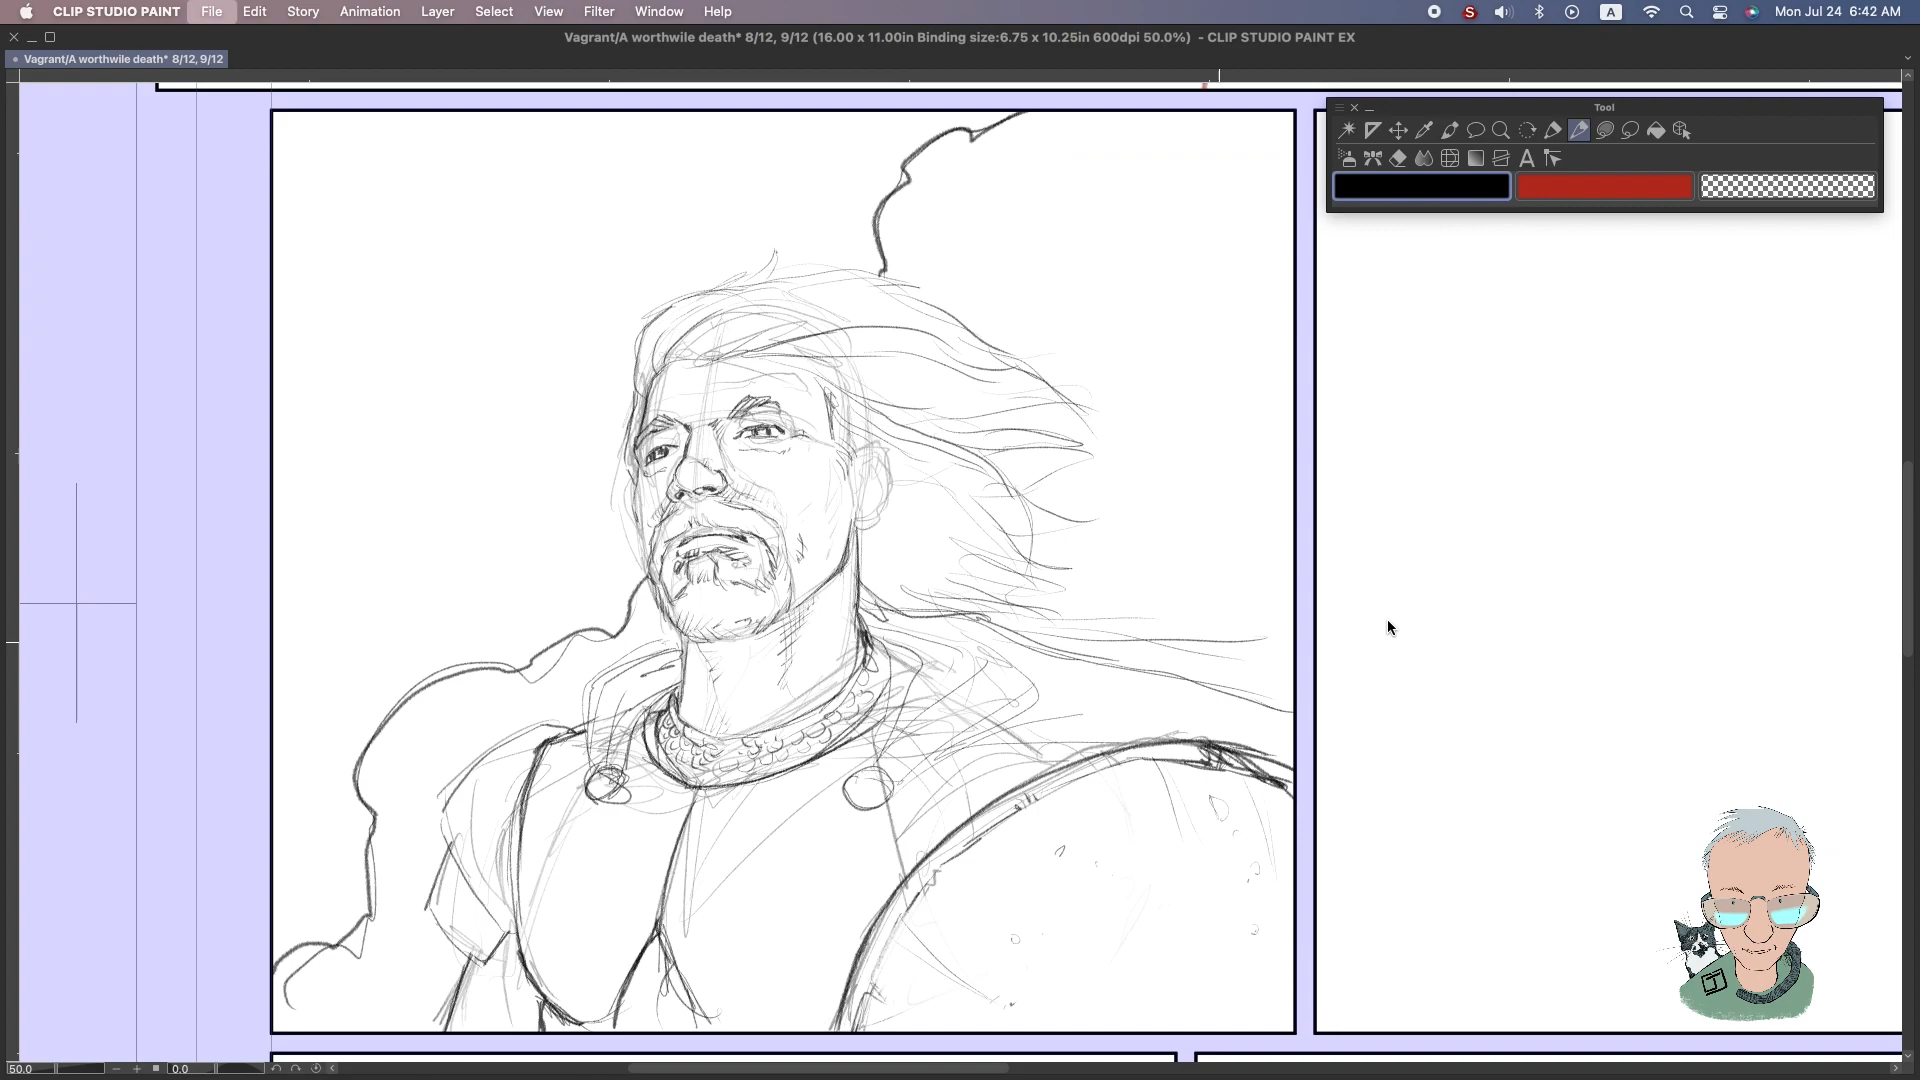 CLIP STUDIO PAINT File Edit Story Animation Layer Select View Filter Window Help S A Mon Jul 24 6:42 AM
Vagrant/A worthwile death* 8/12, 9/12 (16.00 x 11.00in Binding size:6.75 x 10.25in 600dpi 50.0%) - CLIP STUDIO PAINT EX
Vagrant/A worthwile death* 8/12, 9/12
Tool
50.0 0.0